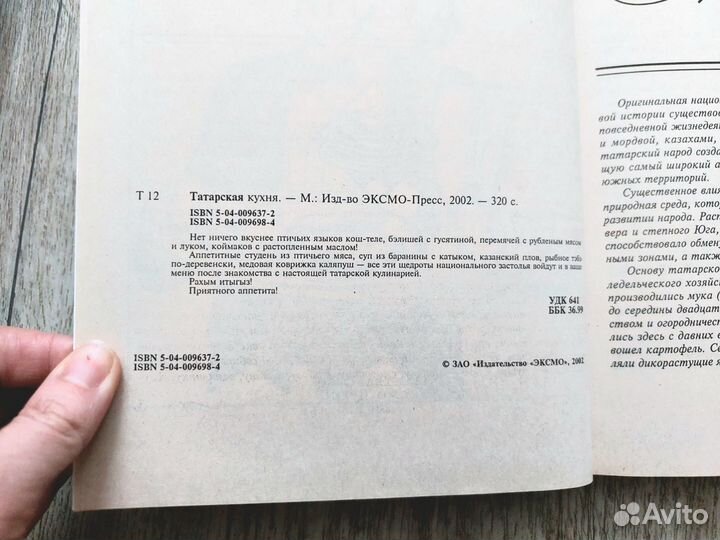 Т 12 Татарская кухня. — М.: Изд-во ЭКСМО-Пресс, 2002. — 320 с.
ISBN 5-04-009637-2
ISBN 5-04-009698-4
Нет ничего вкуснее птичьих языков кош-теле, бэлишей с гусятиной, перемячей с рубленым мясом
и луком, коймаков с растопленным маслом!
Аппетитные студень из птичьего мяса, суп из баранины с катыком, казанский плов, рыбное
по-деревенски, медовая коврижка каляпуш — все эти щедроты национального застолья войдут и в ваше
меню после знакомства с настоящей татарской кулинарией.
Рахым итыгыз!
Приятного аппетита!
УДК 641
ББК 36.99
ISBN 5-04-009637-2
ISBN 5-04-009698-4
© ЗАО «Издательство «ЭКСМО», 2002
Оригинальная нацио
вой истории существо
повседневной жизнедея
и мордвой, казахами,
татарский народ созда
щую самый широкий а
южных территорий.
Существенное влия
природная среда, кото
развитии народа. Расп
вера и степного Юга,
способствовало обмену
ными зонами, а такж
Основу татарско
ледельческого хозяйс
производились мука (
до середины двадцат
ством и огородничес
лись здесь с давних в
вошел картофель. Се
ляли дикорастущие я
Avito